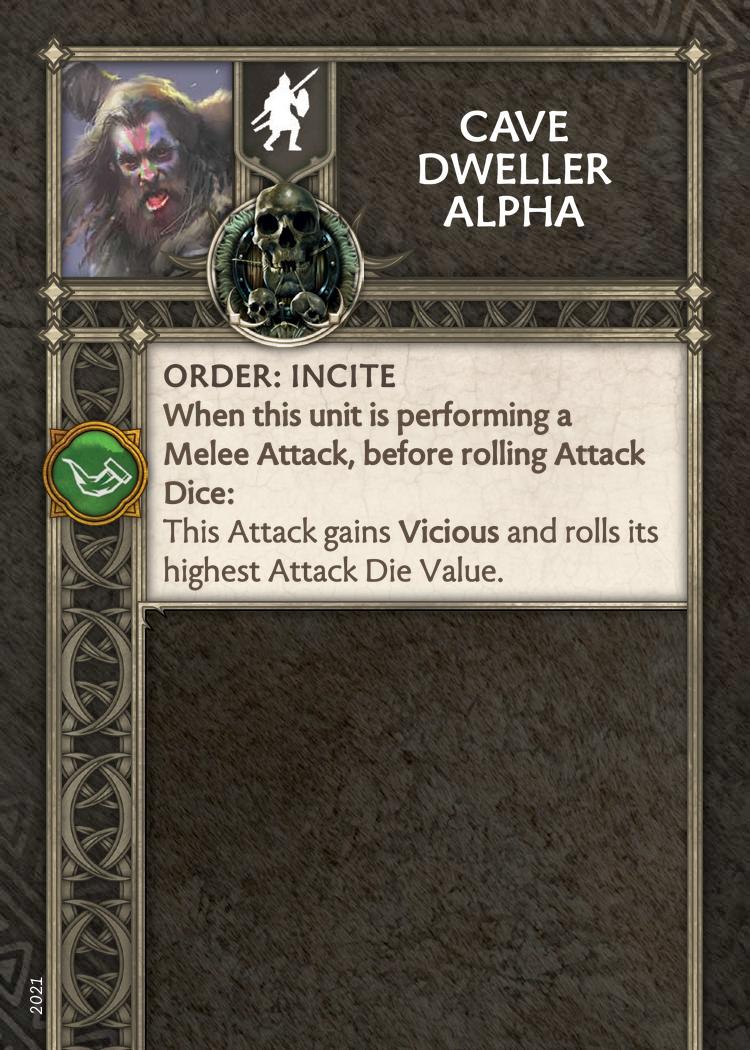 CAVE
DWELLER
ALPHA
ORDER: INCITE
When this unit is performing a
Melee Attack, before rolling Attack
Dice:
This Attack gains Vicious and rolls its
highest Attack Die Value.
2021